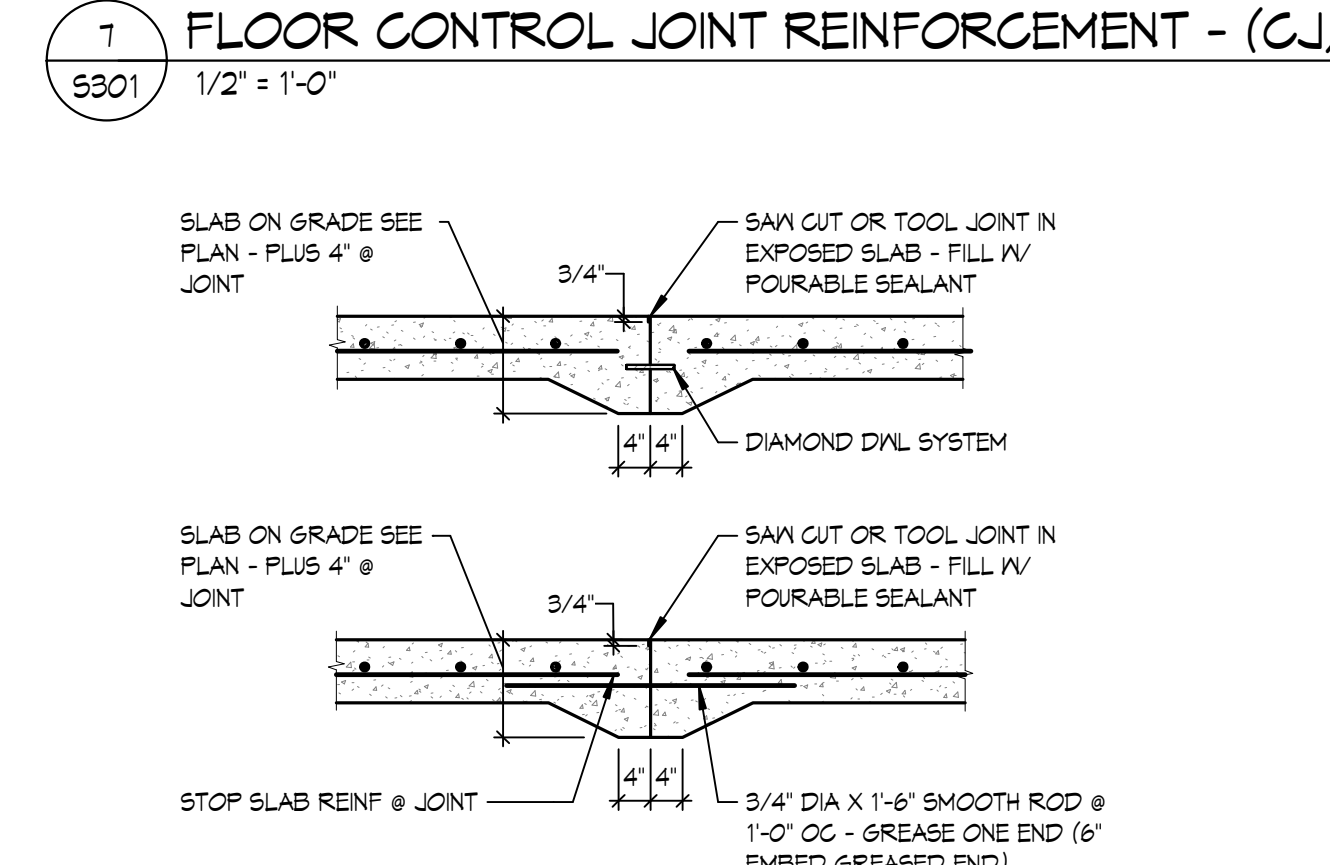 7
FLOOR CONTROL JOINT REINFORCEMENT - (CJ)
S301
1/2" = 1'-0"
SLAB ON GRADE SEE
PLAN - PLUS 4" @
JOINT
3/4"
SAW CUT OR TOOL JOINT IN
EXPOSED SLAB - FILL W/
POURABLE SEALANT
4" 4"
DIAMOND DWL SYSTEM
SLAB ON GRADE SEE
PLAN - PLUS 4" @
JOINT
3/4"
SAW CUT OR TOOL JOINT IN
EXPOSED SLAB - FILL W/
POURABLE SEALANT
4" 4"
STOP SLAB REINF @ JOINT
3/4" DIA X 1'-6" SMOOTH ROD @
1'-0" OC - GREASE ONE END (6"
EMBED GREASED END)